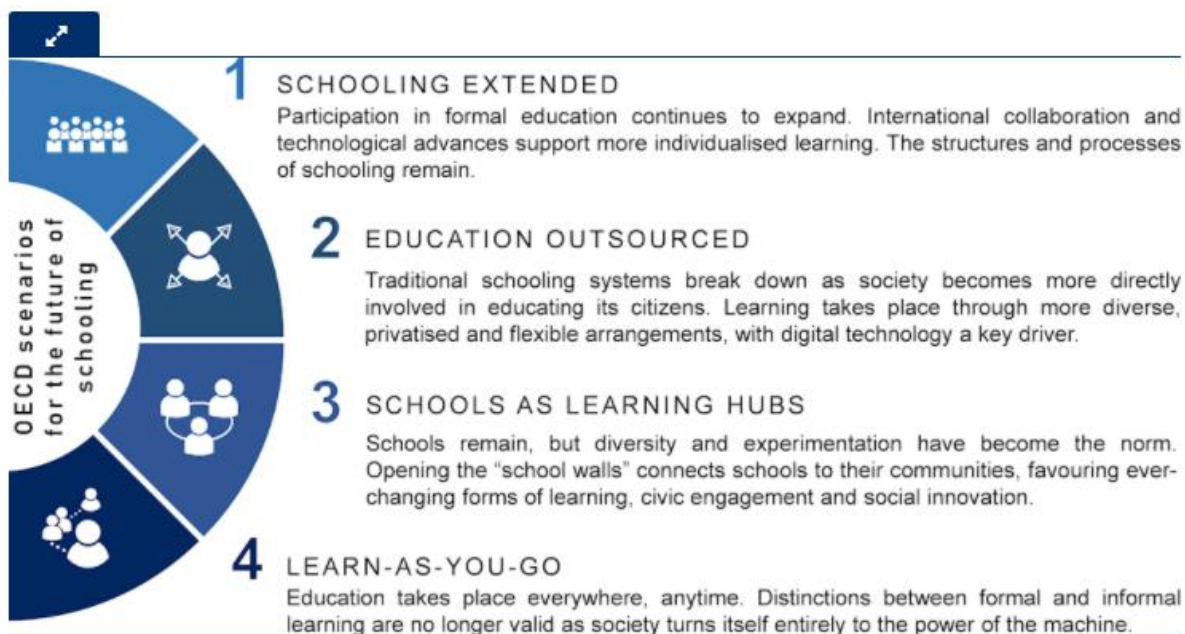 OECD scenarios
for the future of
schooling
1
SCHOOLING EXTENDED
Participation in formal education continues to expand. International collaboration and
technological advances support more individualised learning. The structures and processes
of schooling remain.
2
EDUCATION OUTSOURCED
Traditional schooling systems break down as society becomes more directly
involved in educating its citizens. Learning takes place through more diverse,
privatised and flexible arrangements, with digital technology a key driver.
3
SCHOOLS AS LEARNING HUBS
Schools remain, but diversity and experimentation have become the norm.
Opening the “school walls” connects schools to their communities, favouring ever-
changing forms of learning, civic engagement and social innovation.
4
LEARN-AS-YOU-GO
Education takes place everywhere, anytime. Distinctions between formal and informal
learning are no longer valid as society turns itself entirely to the power of the machine.